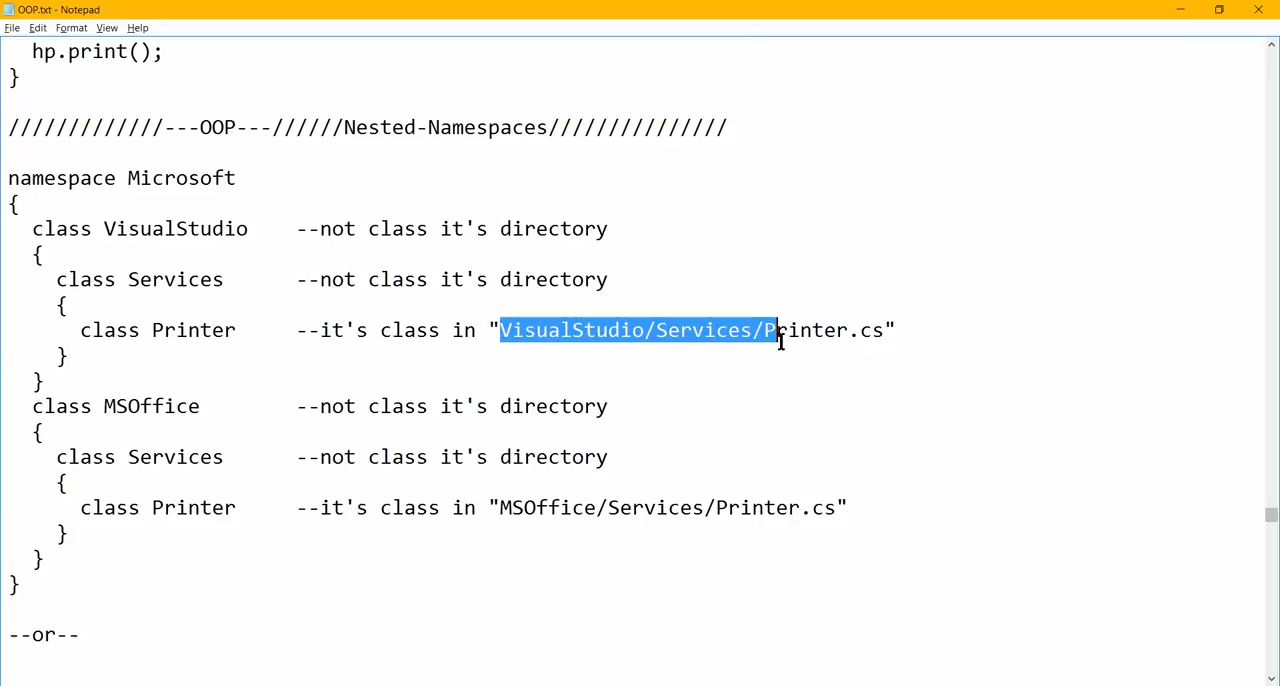 OOP.txt - Notepad
File Edit Format View Help
hp.print();
}
/////////////---OOP---//////Nested-Namespaces///////////////
namespace Microsoft
{
class VisualStudio --not class it's directory
{
class Services --not class it's directory
{
class Printer --it's class in "VisualStudio/Services/Printer.cs"
}
}
class MSOffice --not class it's directory
{
class Services --not class it's directory
{
class Printer --it's class in "MSOffice/Services/Printer.cs"
}
}
}
--or--